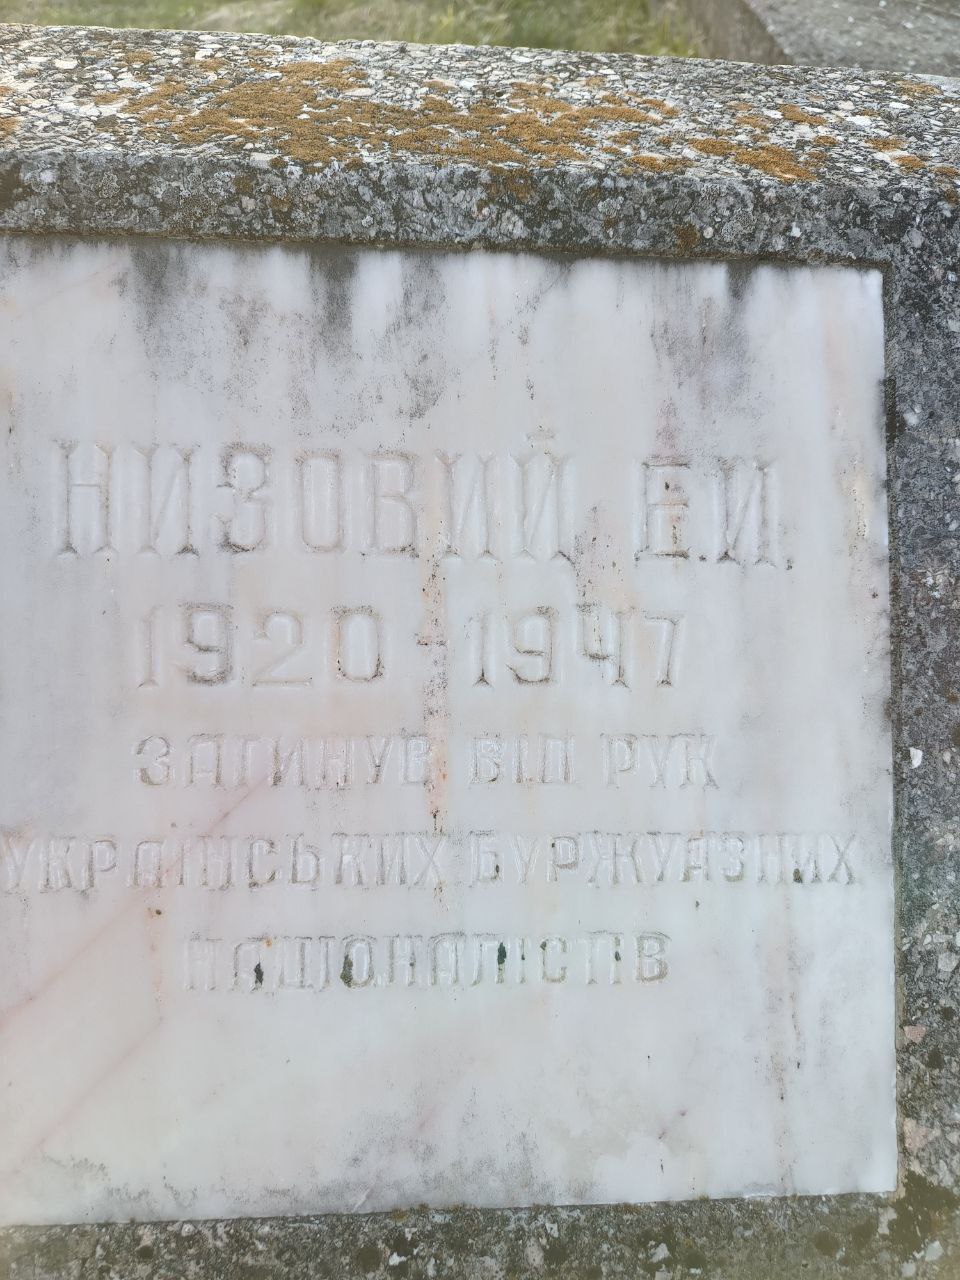 НИЗОВИЙ Е.И.
1920-1947
ЗАГИНУВ ВІД РУК
УКРАЇНСЬКИХ БУРЖУАЗНИХ
НАЦІОНАЛІСТІВ